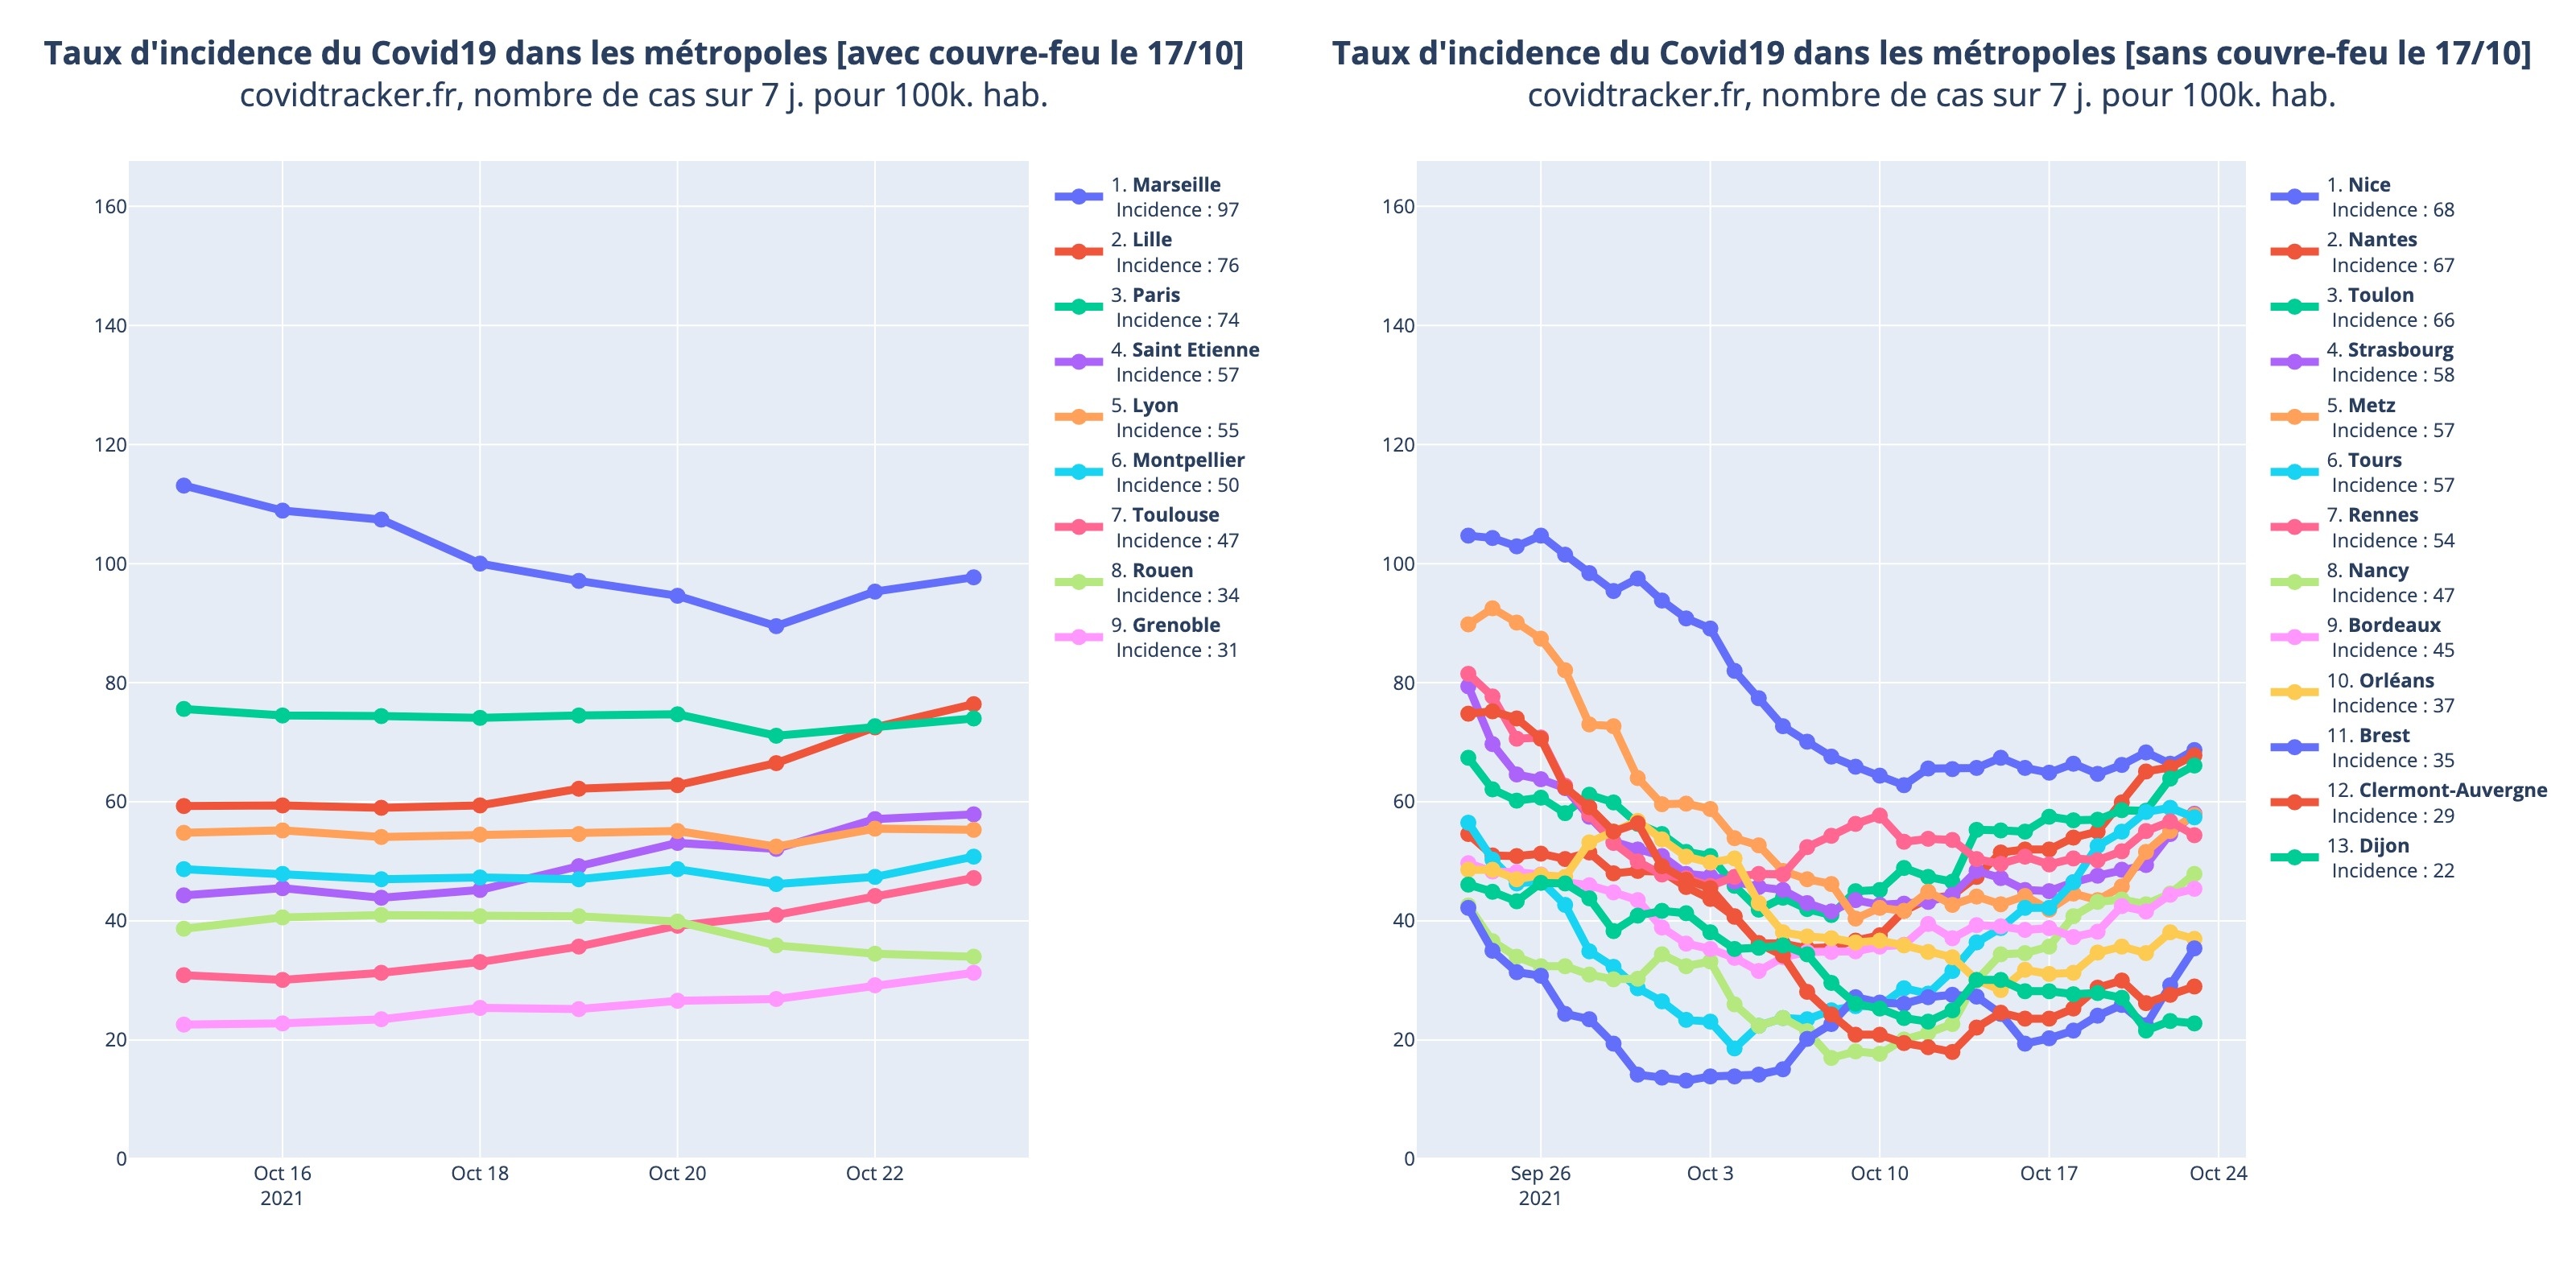 Taux d'incidence du Covid19 dans les métropoles [avec couvre-feu le 17/10]
covidtracker.fr, nombre de cas sur 7 j. pour 100k. hab.
160
140
120
100
80
60
40
20
0
Oct 16
2021
Oct 18
Oct 20
Oct 22
1. Marseille
Incidence : 97
2. Lille
Incidence : 76
3. Paris
Incidence : 74
4. Saint Etienne
Incidence : 57
5. Lyon
Incidence : 55
6. Montpellier
Incidence : 50
7. Toulouse
Incidence : 47
8. Rouen
Incidence : 34
9. Grenoble
Incidence : 31
Taux d'incidence du Covid19 dans les métropoles [sans couvre-feu le 17/10]
covidtracker.fr, nombre de cas sur 7 j. pour 100k. hab.
160
140
120
100
80
60
40
20
0
Sep 26
2021
Oct 3
Oct 10
Oct 17
Oct 24
1. Nice
Incidence : 68
2. Nantes
Incidence : 67
3. Toulon
Incidence : 66
4. Strasbourg
Incidence : 58
5. Metz
Incidence : 57
6. Tours
Incidence : 57
7. Rennes
Incidence : 54
8. Nancy
Incidence : 47
9. Bordeaux
Incidence : 45
10. Orléans
Incidence : 37
11. Brest
Incidence : 35
12. Clermont-Auvergne
Incidence : 29
13. Dijon
Incidence : 22